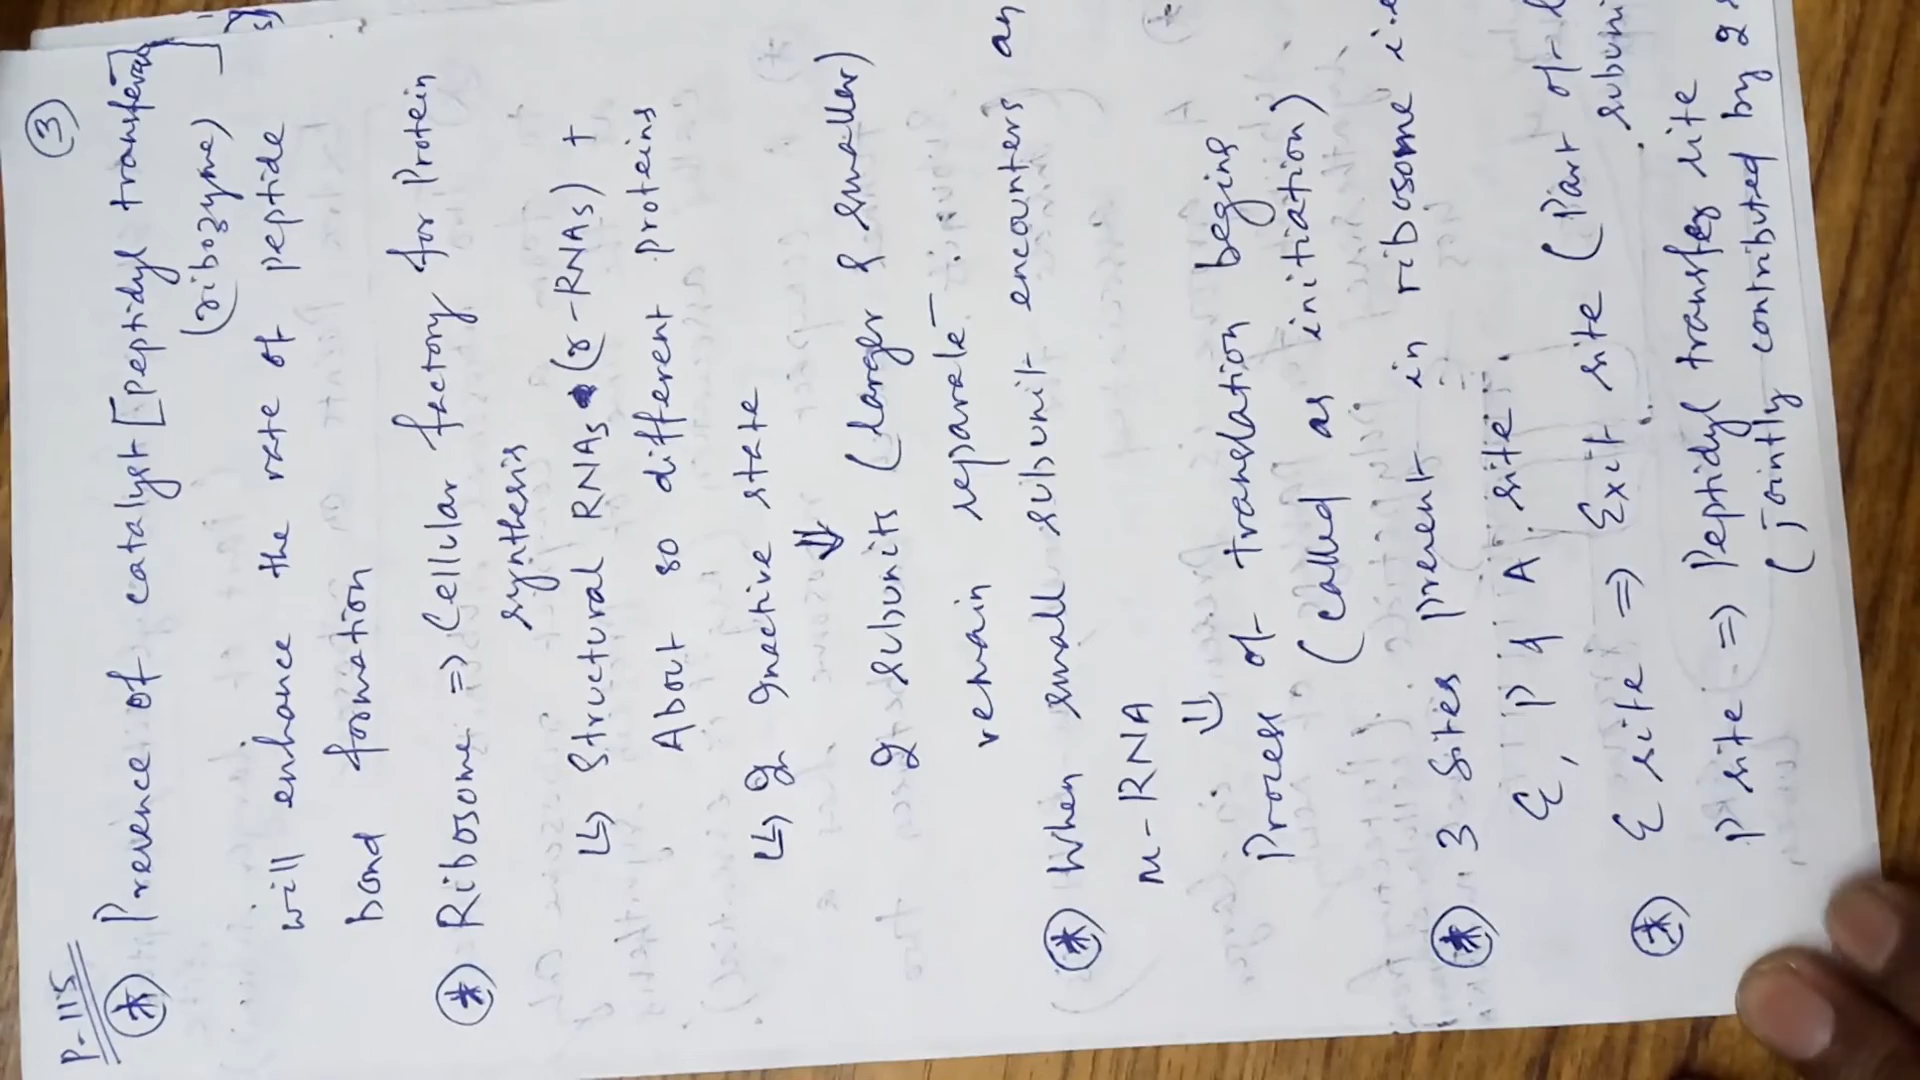 P-115
③
* Presence of catalyst [Peptidyl transferase]
(ribozyme)
will enhance the rate of peptide
bond formation
* Ribosome => Cellular factory for Protein
synthesis
↳ Structural RNAs (r-RNAs) +
About 80 different proteins
↳ In inactive state
⇓
2 subunits (larger & smaller)
remain separate
* When small subunit encounters an
m-RNA
⇓
Process of translation begins
(called as initiation)
* 3 sites present in ribosome i.e
E, P & A site.
* E site => Exit site (Part of
P site => Peptidyl transfer site
(jointly contributed by 2